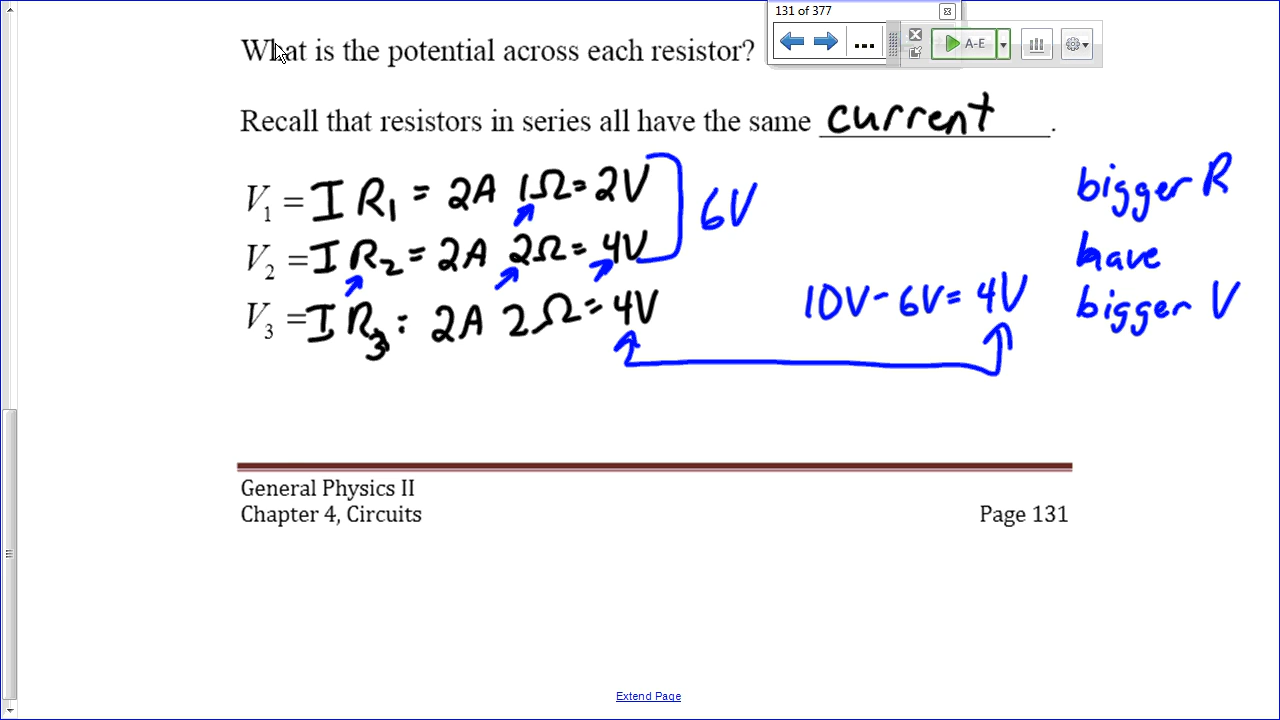 131 of 377
A-E
What is the potential across each resistor?
Recall that resistors in series all have the same current.
V₁ = I R₁ = 2A 1Ω = 2V
V₂ = I R₂ = 2A 2Ω = 4V
V₃ = I R₃ = 2A 2Ω = 4V
6V
10V - 6V = 4V
bigger R
have
bigger V
General Physics II
Chapter 4, Circuits
Page 131
Extend Page